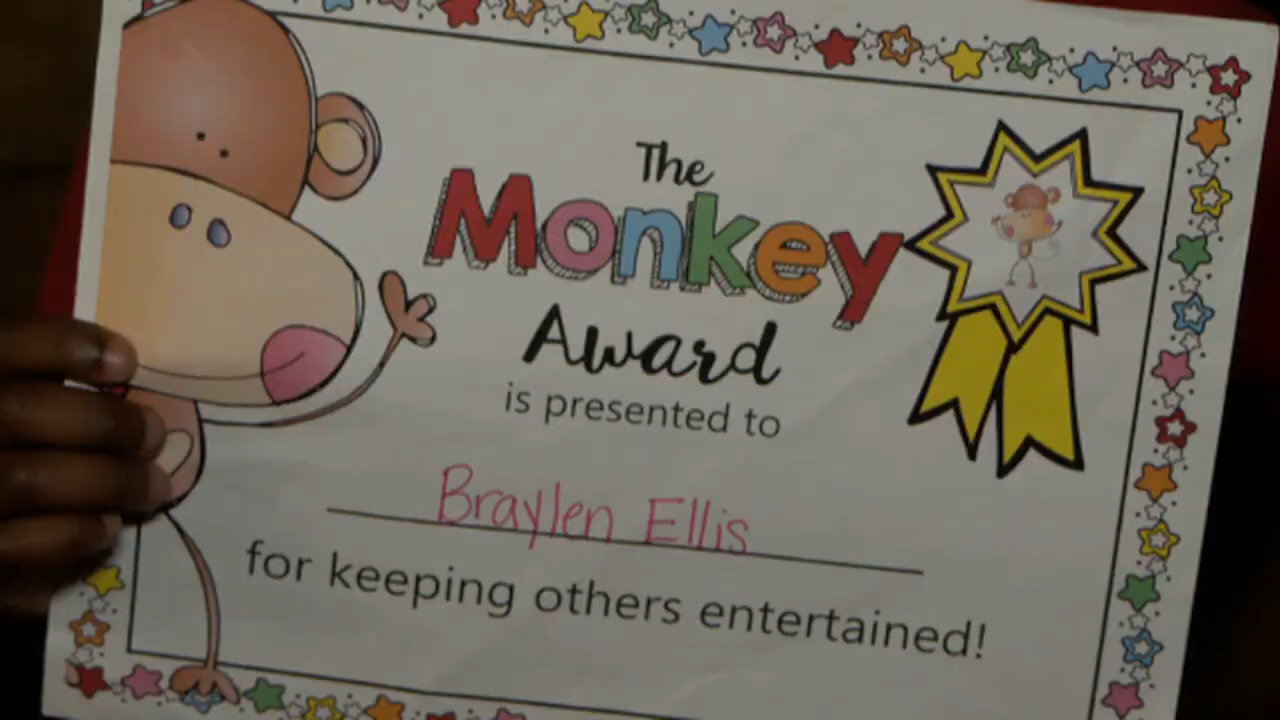 The
Monkey
Award
is presented to
Braylen Ellis
for keeping others entertained!